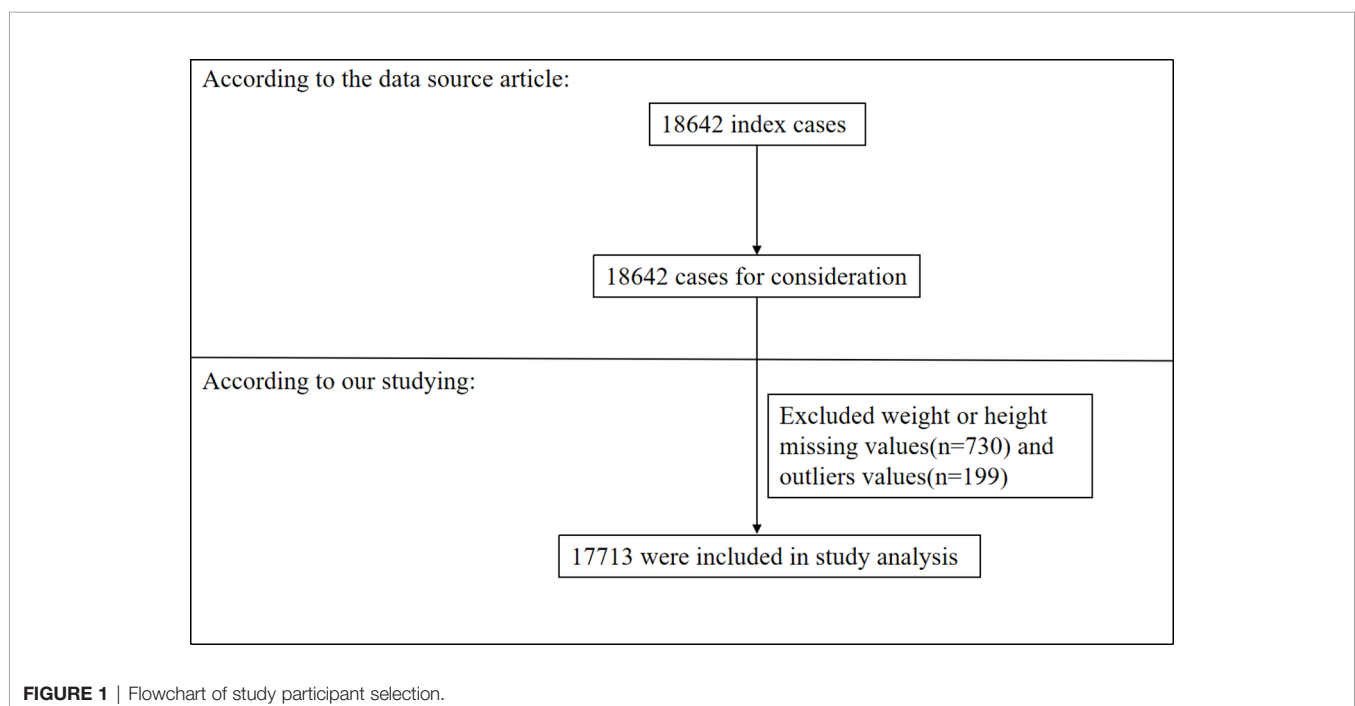 According to the data source article:
18642 index cases
18642 cases for consideration
According to our studying:
Excluded weight or height
missing values(n=730) and
outliers values(n=199)
17713 were included in study analysis
FIGURE 1 | Flowchart of study participant selection.